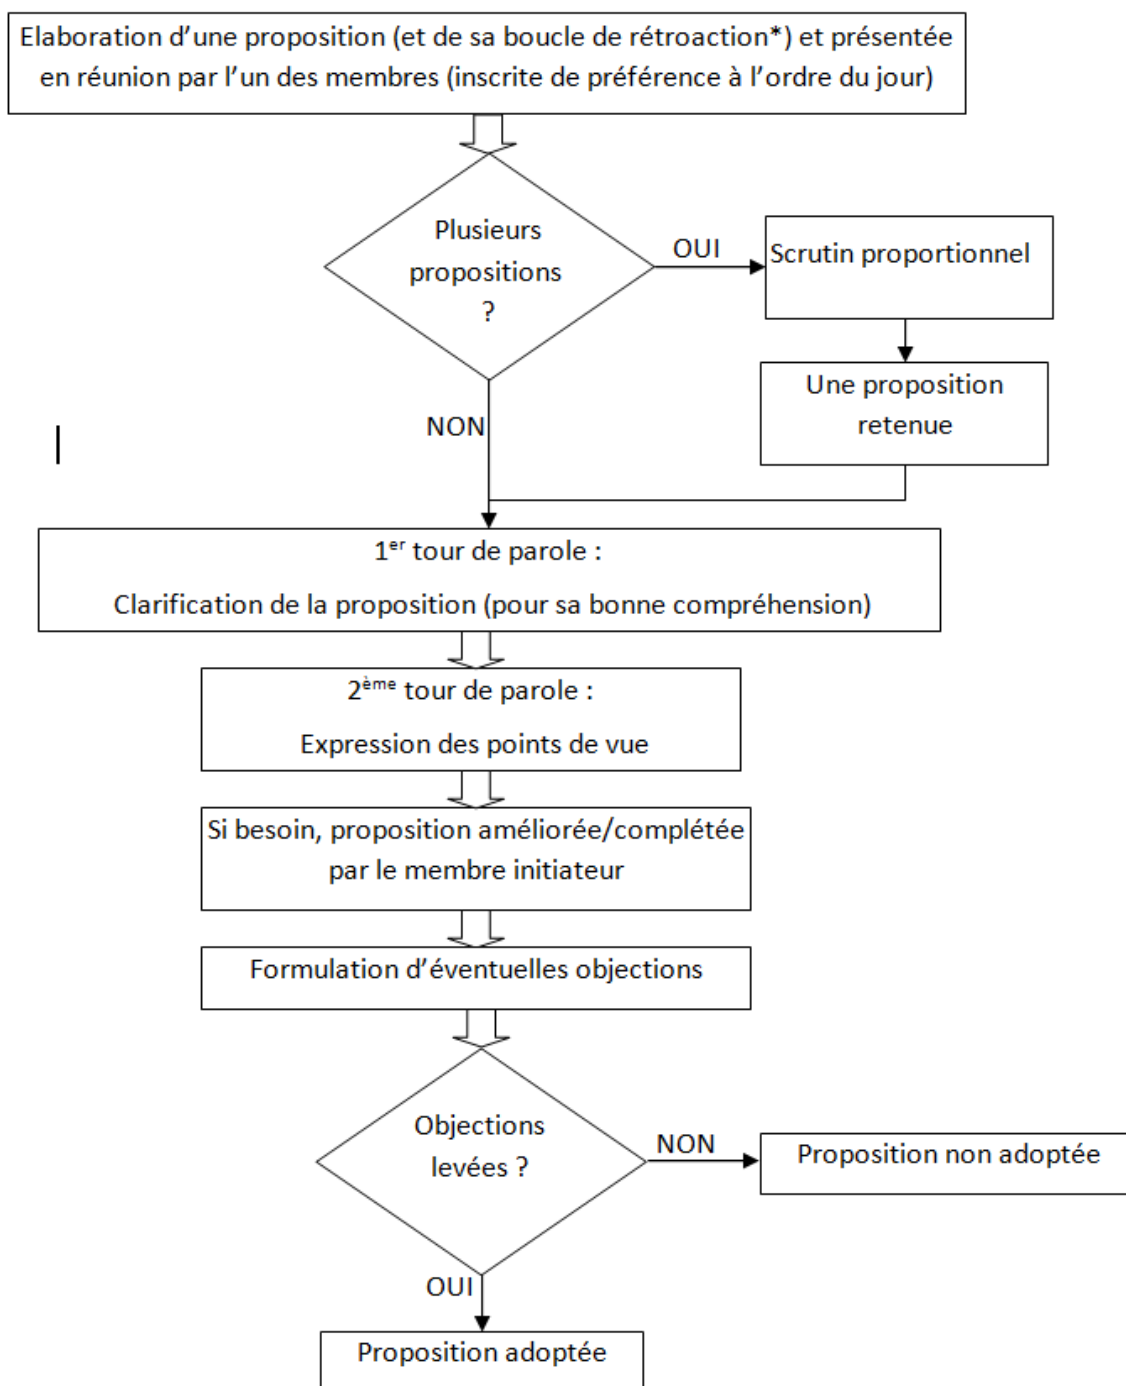 Elaboration d’une proposition (et de sa boucle de rétroaction*) et présentée
en réunion par l’un des membres (inscrite de préférence à l’ordre du jour)
Plusieurs
propositions
?
OUI
Scrutin proportionnel
Une proposition
retenue
NON
1er tour de parole :
Clarification de la proposition (pour sa bonne compréhension)
2ème tour de parole :
Expression des points de vue
Si besoin, proposition améliorée/complétée
par le membre initiateur
Formulation d’éventuelles objections
Objections
levées ?
NON
Proposition non adoptée
OUI
Proposition adoptée